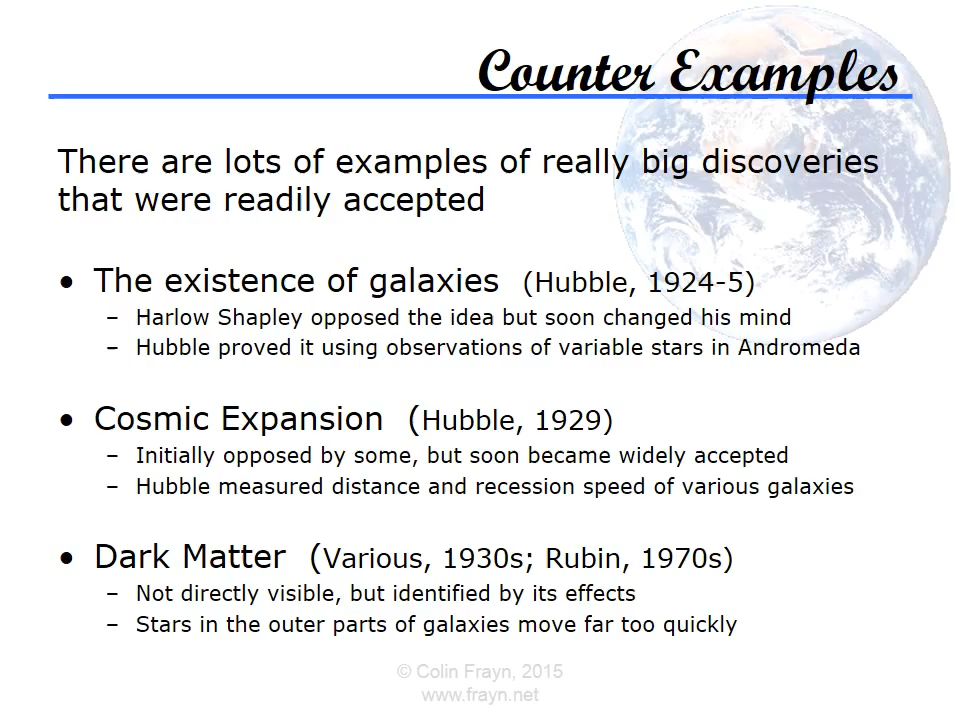 Counter Examples
There are lots of examples of really big discoveries
that were readily accepted
• The existence of galaxies (Hubble, 1924-5)
– Harlow Shapley opposed the idea but soon changed his mind
– Hubble proved it using observations of variable stars in Andromeda
• Cosmic Expansion (Hubble, 1929)
– Initially opposed by some, but soon became widely accepted
– Hubble measured distance and recession speed of various galaxies
• Dark Matter (Various, 1930s; Rubin, 1970s)
– Not directly visible, but identified by its effects
– Stars in the outer parts of galaxies move far too quickly
© Colin Frayn, 2015
www.frayn.net